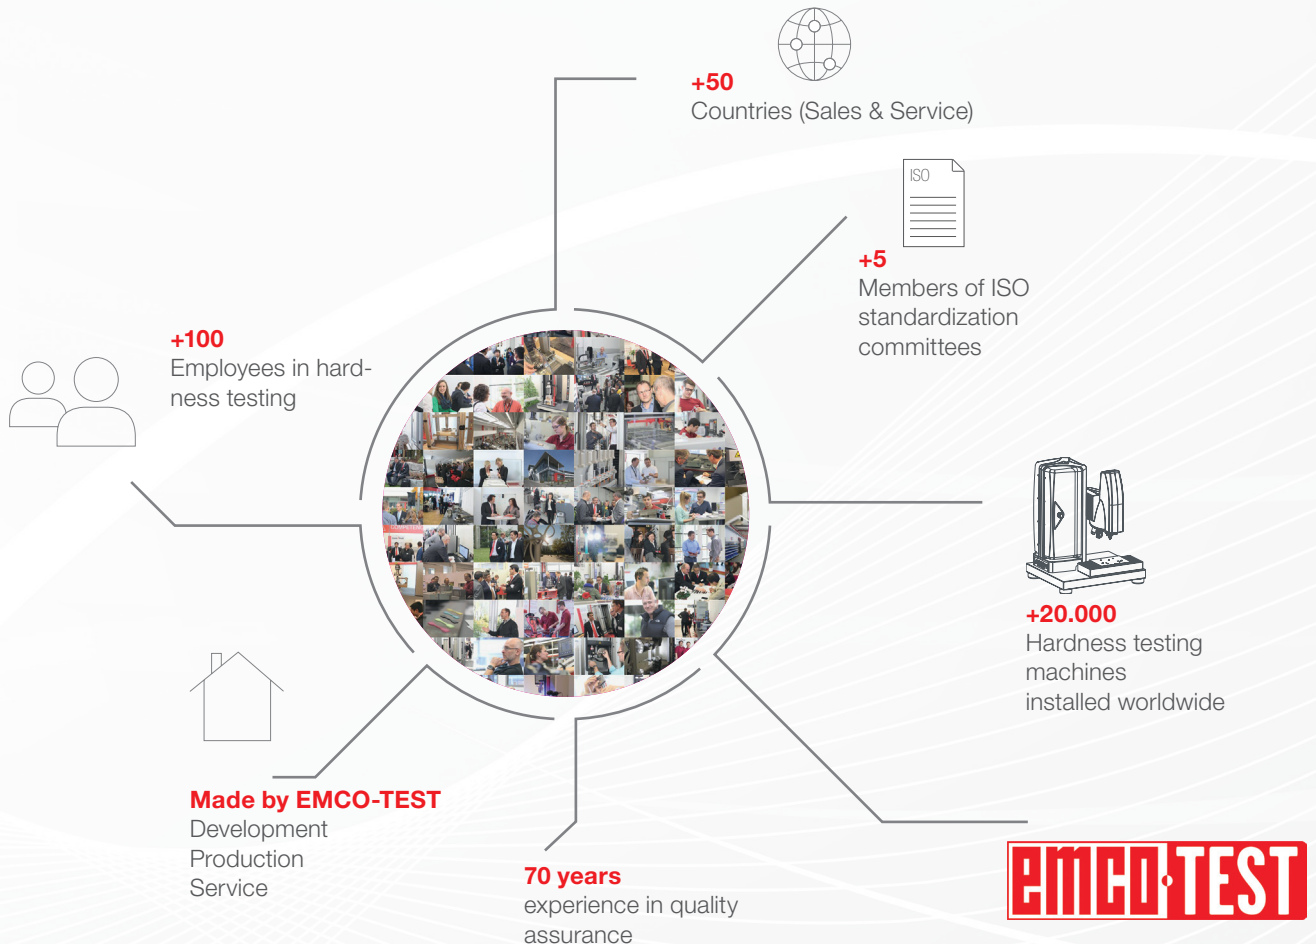 +50
Countries (Sales & Service)
ISO
+5
Members of ISO
standardization
committees
+100
Employees in hard-
ness testing
+20.000
Hardness testing
machines
installed worldwide
Made by EMCO-TEST
Development
Production
Service
70 years
experience in quality
assurance
emco·TEST